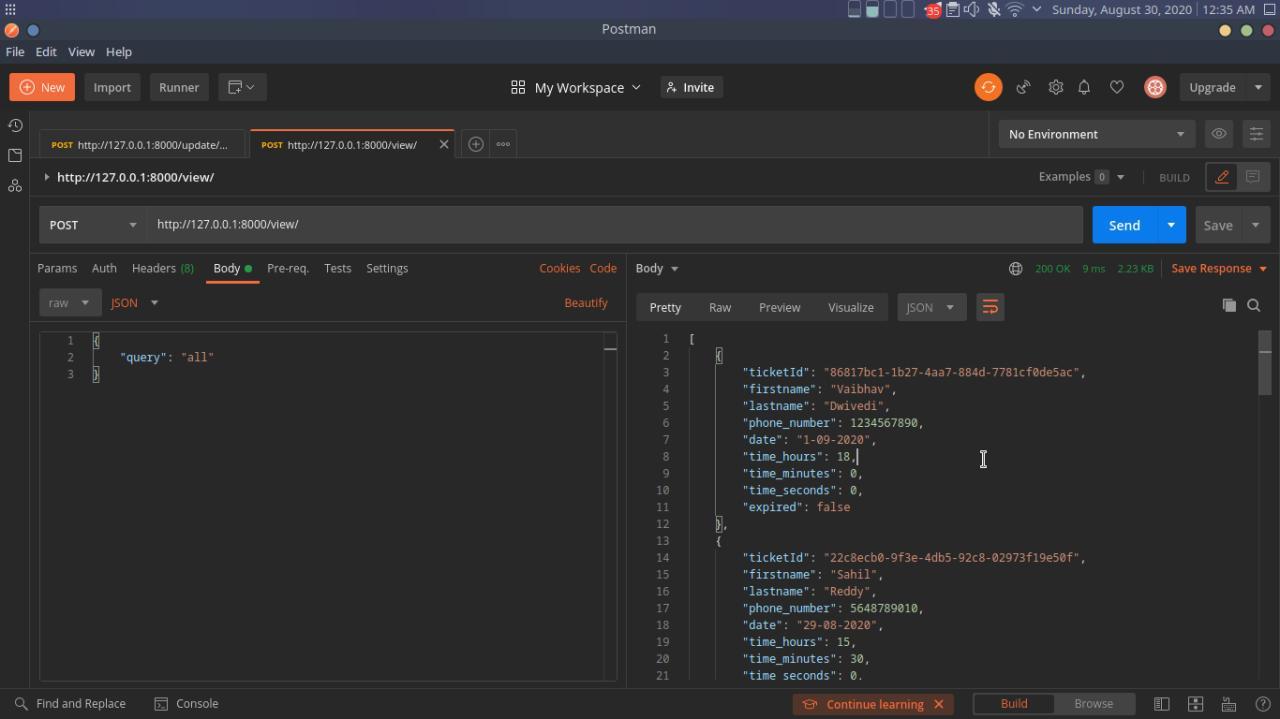 35
Sunday, August 30, 2020 | 12:35 AM
Postman
File Edit View Help
New Import Runner My Workspace Invite Upgrade
POST http://127.0.0.1:8000/update/... POST http://127.0.0.1:8000/view/ No Environment
http://127.0.0.1:8000/view/ Examples 0 BUILD
POST http://127.0.0.1:8000/view/ Send Save
Params Auth Headers (8) Body Pre-req. Tests Settings Cookies Code
raw JSON Beautify
1 {
2 "query": "all"
3 }
Body 200 OK 9 ms 2.23 KB Save Response
Pretty Raw Preview Visualize JSON
1 [
2 {
3 "ticketId": "86817bc1-1b27-4aa7-884d-7781cf0de5ac",
4 "firstname": "Vaibhav",
5 "lastname": "Dwivedi",
6 "phone_number": 1234567890,
7 "date": "1-09-2020",
8 "time_hours": 18,
9 "time_minutes": 0,
10 "time_seconds": 0,
11 "expired": false
12 },
13 {
14 "ticketId": "22c8ecb0-9f3e-4db5-92c8-02973f19e50f",
15 "firstname": "Sahil",
16 "lastname": "Reddy",
17 "phone_number": 5648789010,
18 "date": "29-08-2020",
19 "time_hours": 15,
20 "time_minutes": 30,
21 "time_seconds": 0,
Find and Replace Console Continue learning Build Browse